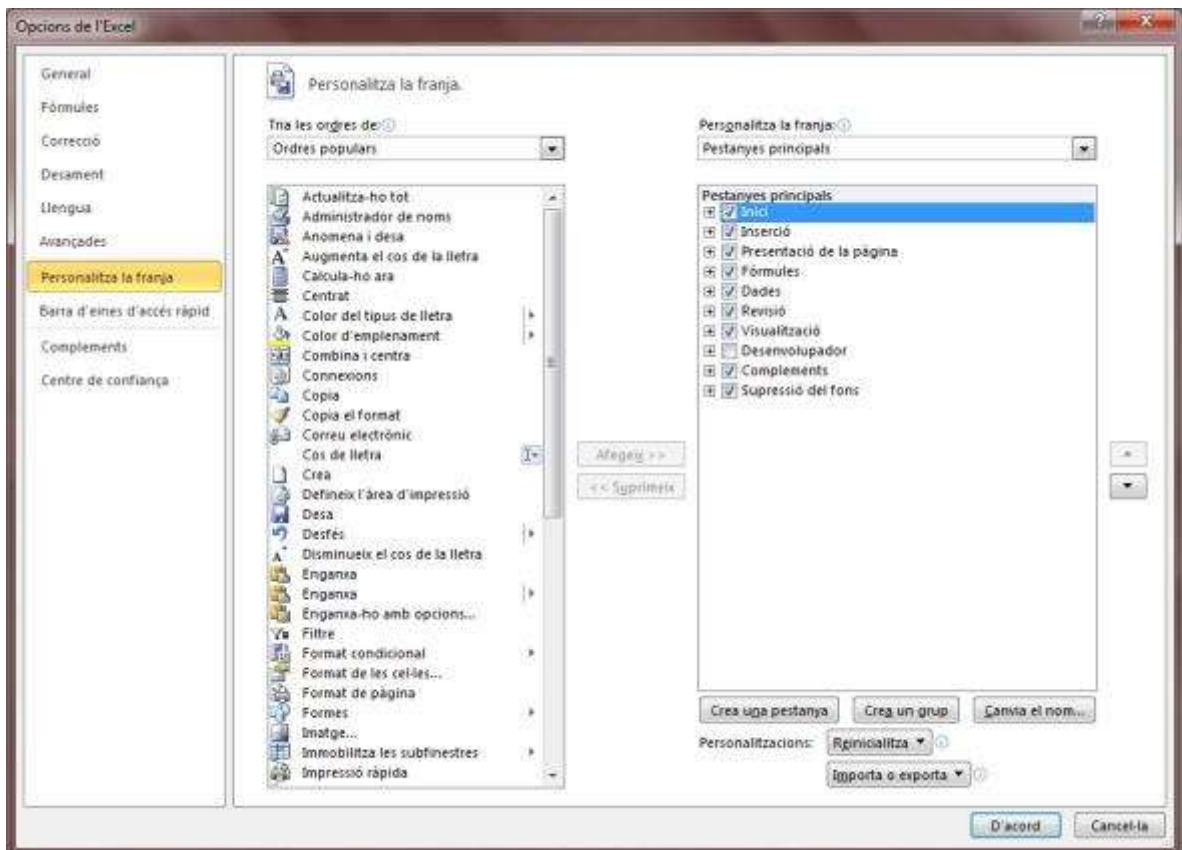 Opcions de l'Excel
General
Fórmules
Correcció
Desament
Llengua
Avançades
Personalitza la franja
Barra d'eines d'accés ràpid
Complements
Centre de confiança
Personalitza la franja.
Tria les ordres de:
Ordres populars
Actualitza-ho tot
Administrador de noms
Anomena i desa
Augmenta el cos de la lletra
Calcula-ho ara
Centrat
Color del tipus de lletra
Color d'emplenament
Combina i centra
Connexions
Copia
Copia el format
Correu electrònic
Cos de lletra
Crea
Defineix l'àrea d'impressió
Desa
Desfés
Disminueix el cos de la lletra
Enganxa
Enganxa
Enganxa-ho amb opcions...
Filtre
Format condicional
Format de les cel·les...
Format de pàgina
Formes
Imatge...
Immobilitza les subfinestres
Impressió ràpida
Afegeix >>
<< Suprimeix
Personalitza la franja:
Pestanyes principals
Pestanyes principals
Inici
Inserció
Presentació de la pàgina
Fórmules
Dades
Revisió
Visualització
Desenvolupador
Complements
Supressió del fons
Crea una pestanya
Crea un grup
Canvia el nom...
Personalitzacions:
Reinicialitza
Importa o exporta
D'acord
Cancel·la